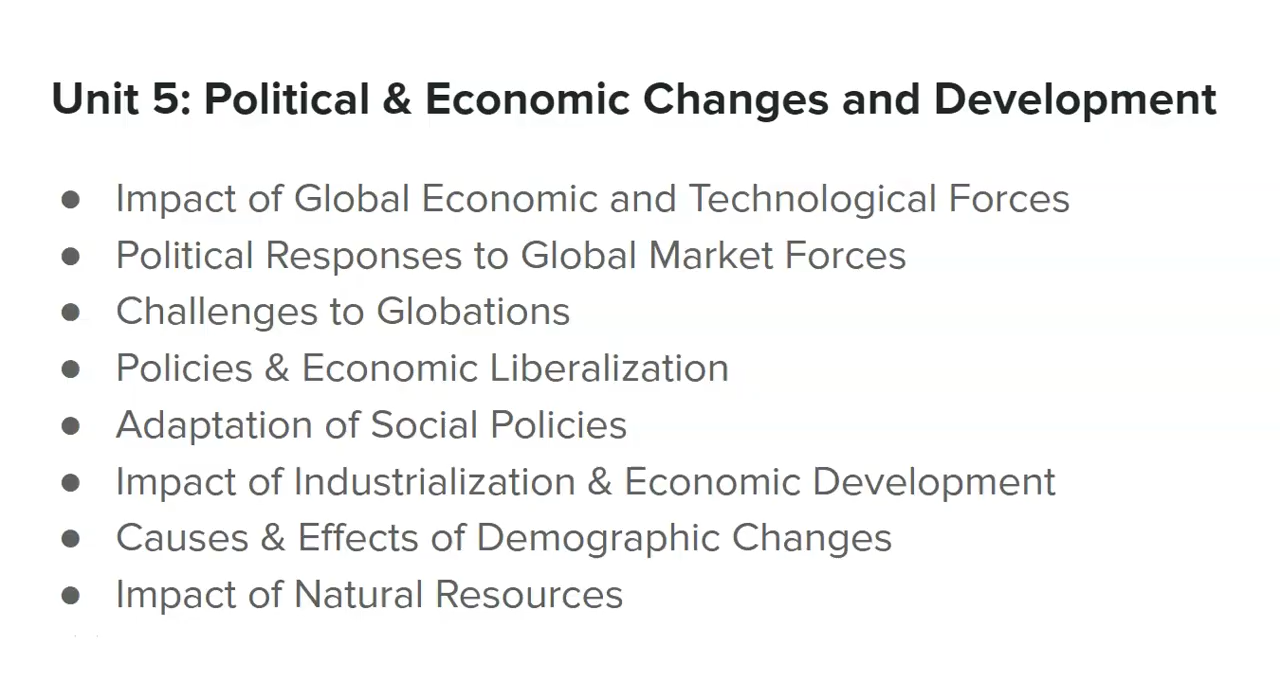 Unit 5: Political & Economic Changes and Development
● Impact of Global Economic and Technological Forces
● Political Responses to Global Market Forces
● Challenges to Globations
● Policies & Economic Liberalization
● Adaptation of Social Policies
● Impact of Industrialization & Economic Development
● Causes & Effects of Demographic Changes
● Impact of Natural Resources